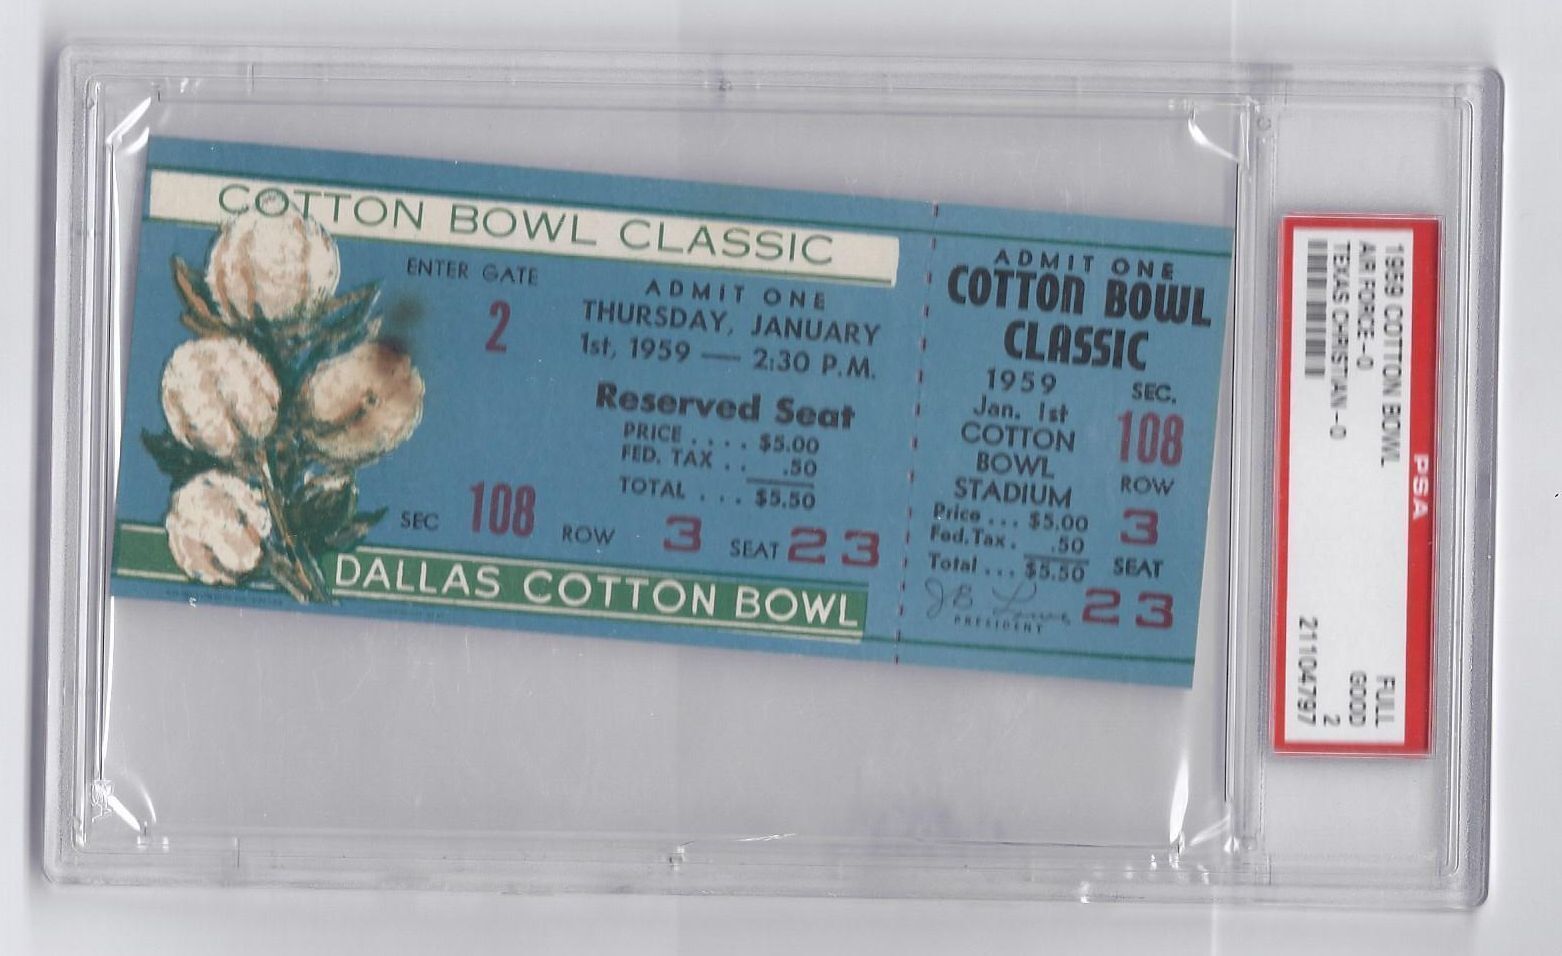 COTTON BOWL CLASSIC
ENTER GATE
2
ADMIT ONE
THURSDAY, JANUARY
1st, 1959 — 2:30 P.M.
Reserved Seat
PRICE .... $5.00
FED. TAX .. .50
TOTAL ... $5.50
SEC 108 ROW 3 SEAT 23
DALLAS COTTON BOWL
ADMIT ONE
COTTON BOWL
CLASSIC
1959
Jan. 1st
COTTON
BOWL
STADIUM
Price ... $5.00
Fed. Tax . .50
Total ... $5.50
PRESIDENT
SEC.
108
ROW
3
SEAT
23
PSA
1959 COTTON BOWL FULL
AIR FORCE-0 GOOD
TEXAS CHRISTIAN-0 2
21104797